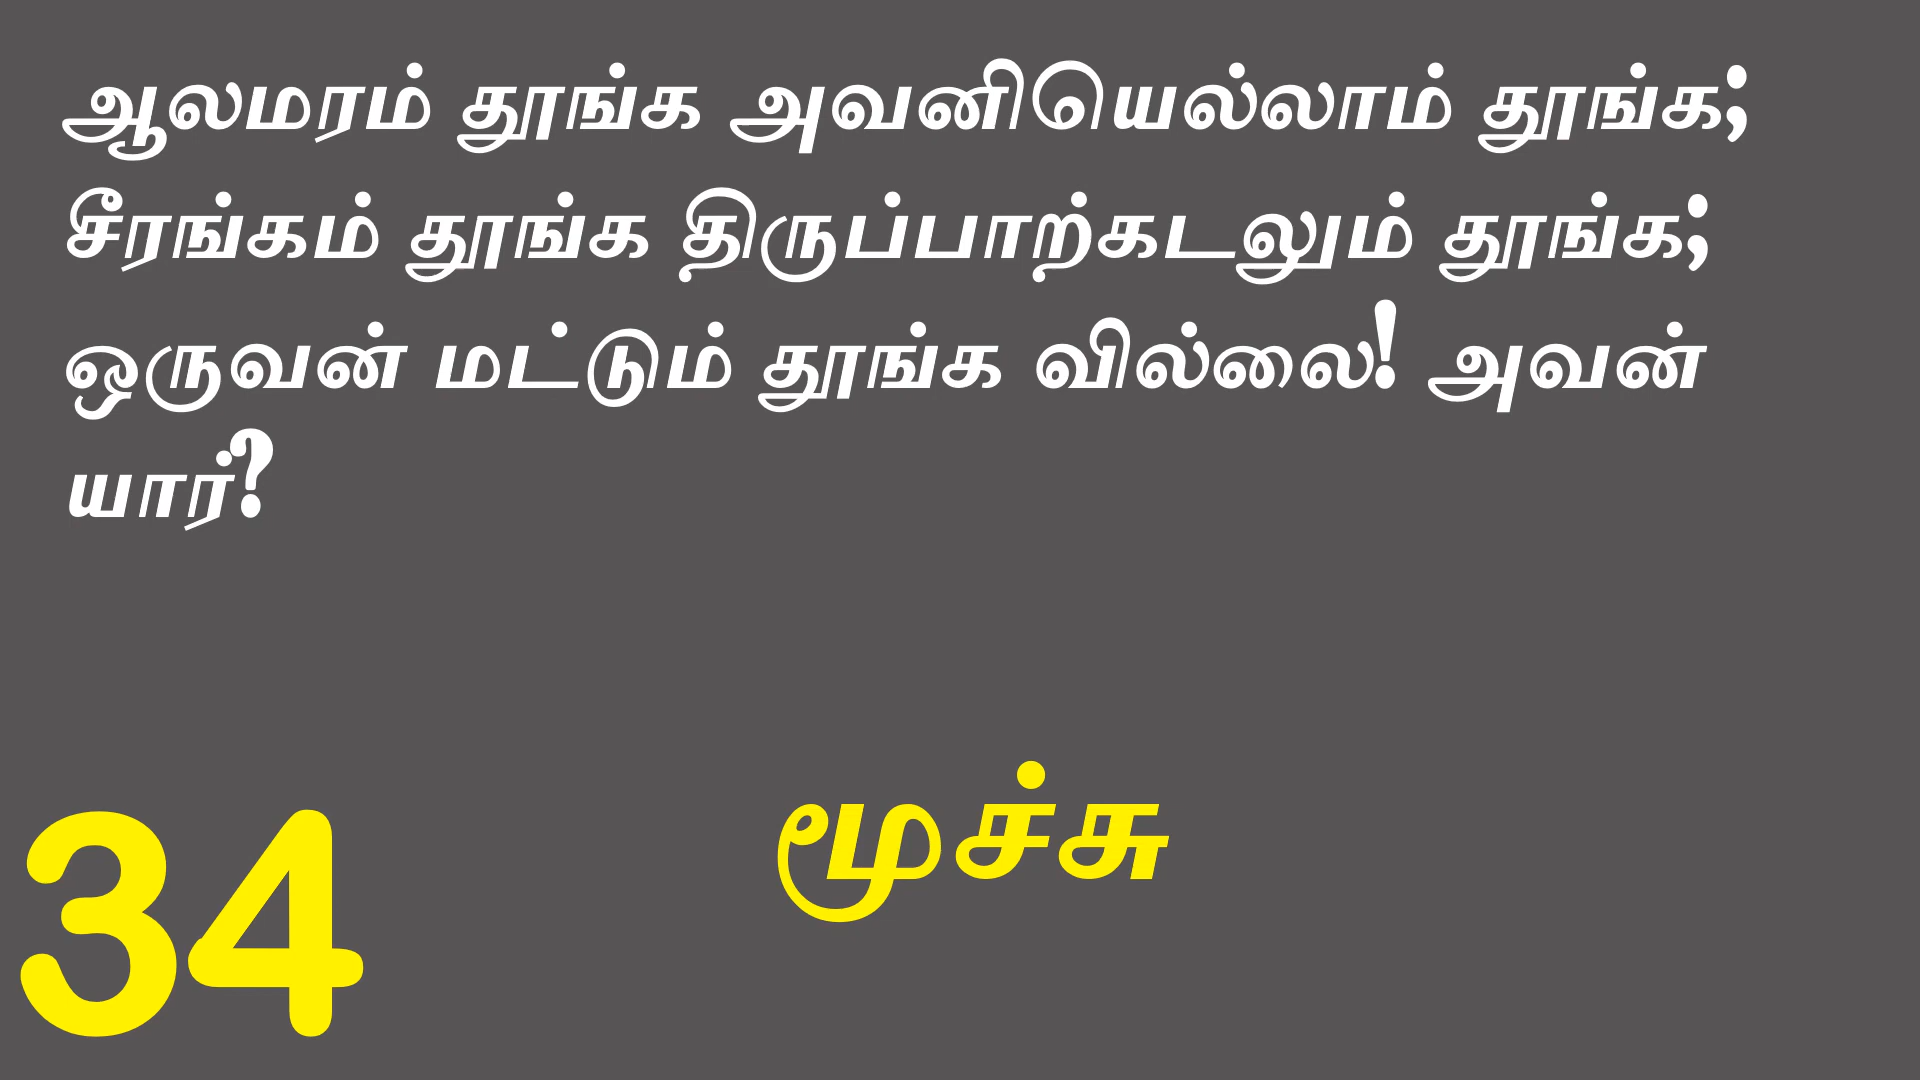 ஆலமரம் தூங்க அவனியெல்லாம் தூங்க;
சீரங்கம் தூங்க திருப்பாற்கடலும் தூங்க;
ஒருவன் மட்டும் தூங்க வில்லை! அவன்
யார்?
மூச்சு
34